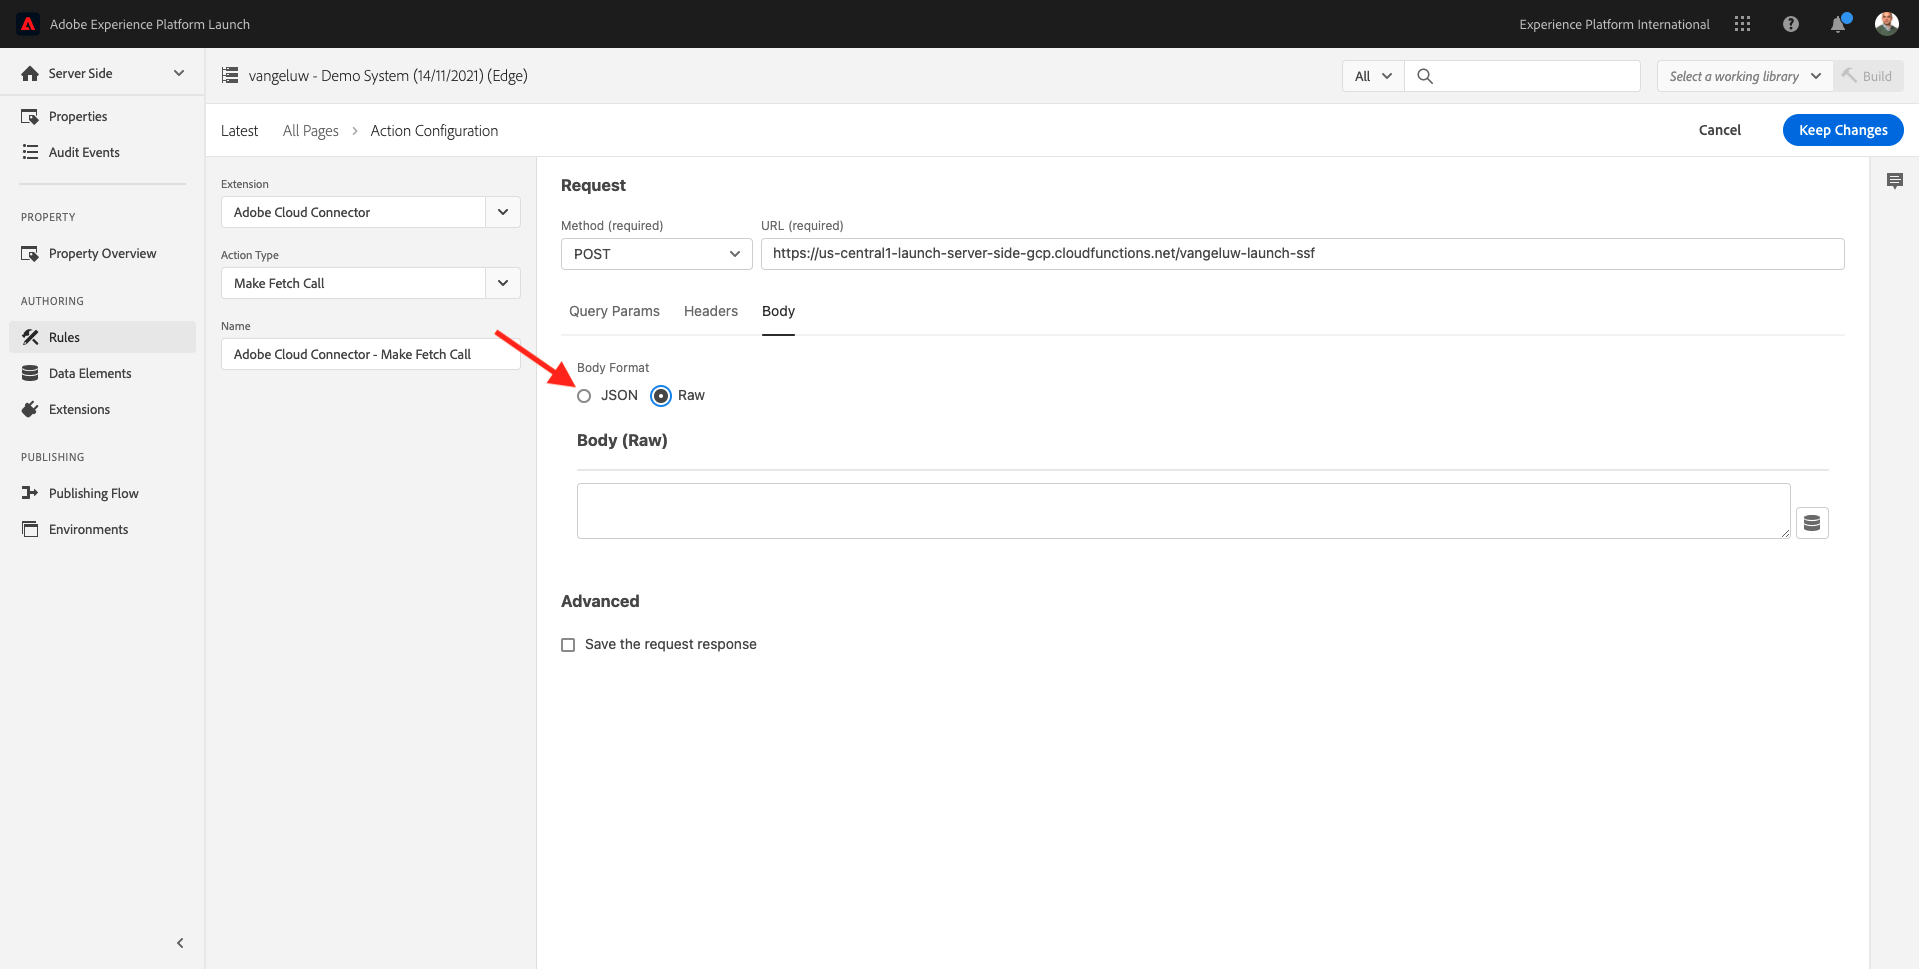 Adobe Experience Platform Launch
Experience Platform International
Server Side
vangeluw - Demo System (14/11/2021) (Edge)
All
Select a working library
Build
Properties
Audit Events
PROPERTY
Property Overview
AUTHORING
Rules
Data Elements
Extensions
PUBLISHING
Publishing Flow
Environments
Latest
All Pages
Action Configuration
Cancel
Keep Changes
Extension
Adobe Cloud Connector
Action Type
Make Fetch Call
Name
Adobe Cloud Connector - Make Fetch Call
Request
Method (required)
URL (required)
POST
https://us-central1-launch-server-side-gcp.cloudfunctions.net/vangeluw-launch-ssf
Query Params
Headers
Body
Body Format
JSON
Raw
Body (Raw)
Advanced
Save the request response